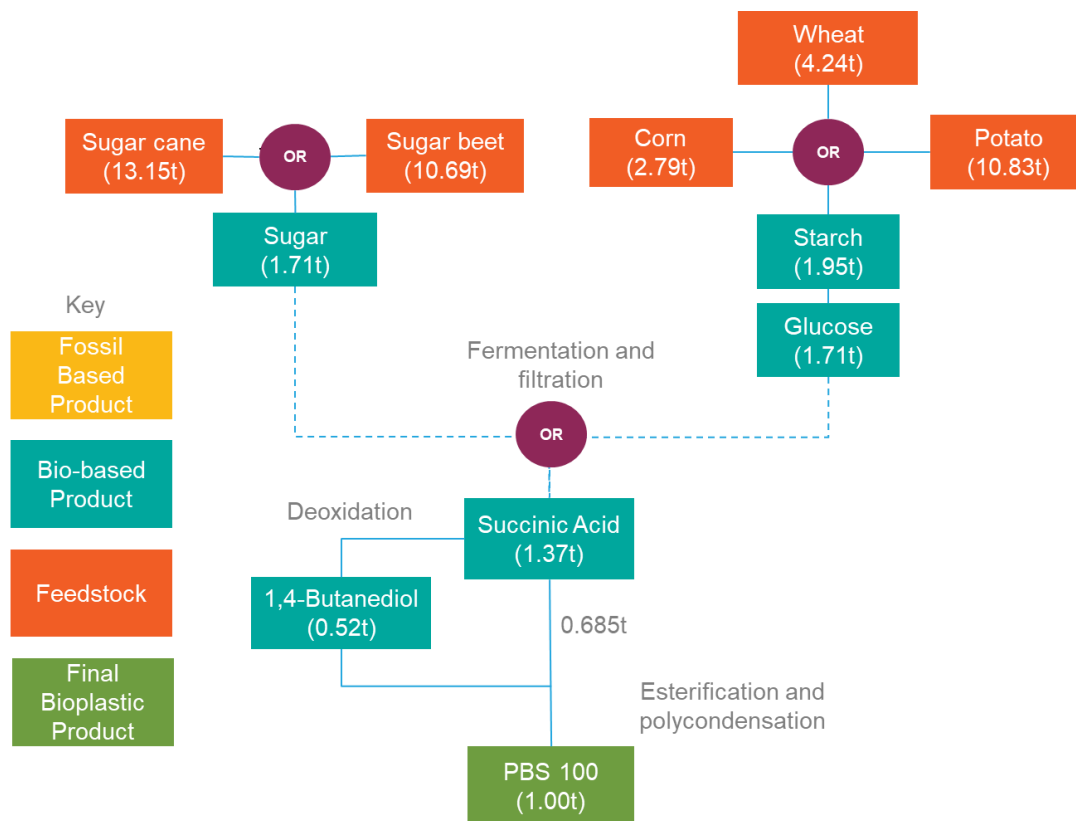 Wheat
(4.24t)
Sugar cane
(13.15t)
OR
Sugar beet
(10.69t)
Corn
(2.79t)
OR
Potato
(10.83t)
Sugar
(1.71t)
Starch
(1.95t)
Glucose
(1.71t)
Key
Fossil
Based
Product
Bio-based
Product
Feedstock
Final
Bioplastic
Product
Fermentation and
filtration
OR
Deoxidation
Succinic Acid
(1.37t)
1,4-Butanediol
(0.52t)
0.685t
Esterification and
polycondensation
PBS 100
(1.00t)